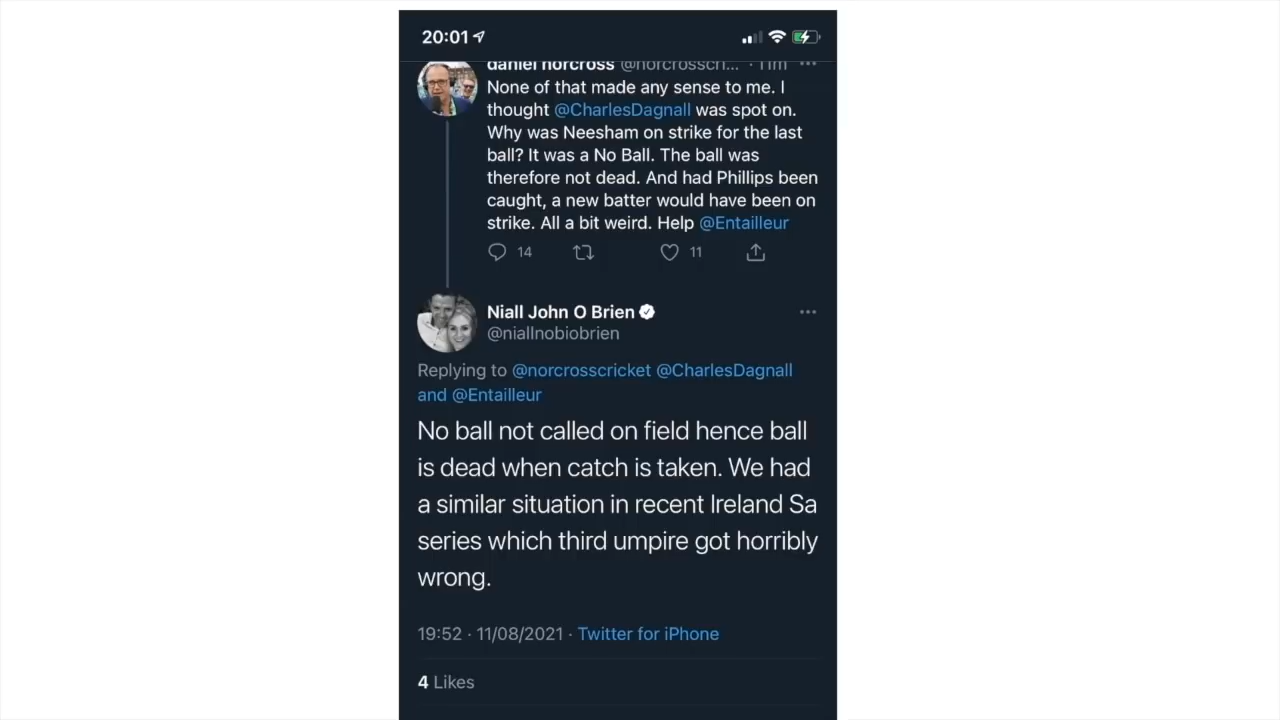 20:01
daniel norcross @norcrosscri... · 11m ...
None of that made any sense to me. I
thought @CharlesDagnall was spot on.
Why was Neesham on strike for the last
ball? It was a No Ball. The ball was
therefore not dead. And had Phillips been
caught, a new batter would have been on
strike. All a bit weird. Help @Entailleur
14 11
Niall John O Brien
@niallnobiobrien
Replying to @norcrosscricket @CharlesDagnall
and @Entailleur
No ball not called on field hence ball
is dead when catch is taken. We had
a similar situation in recent Ireland Sa
series which third umpire got horribly
wrong.
19:52 · 11/08/2021 · Twitter for iPhone
4 Likes